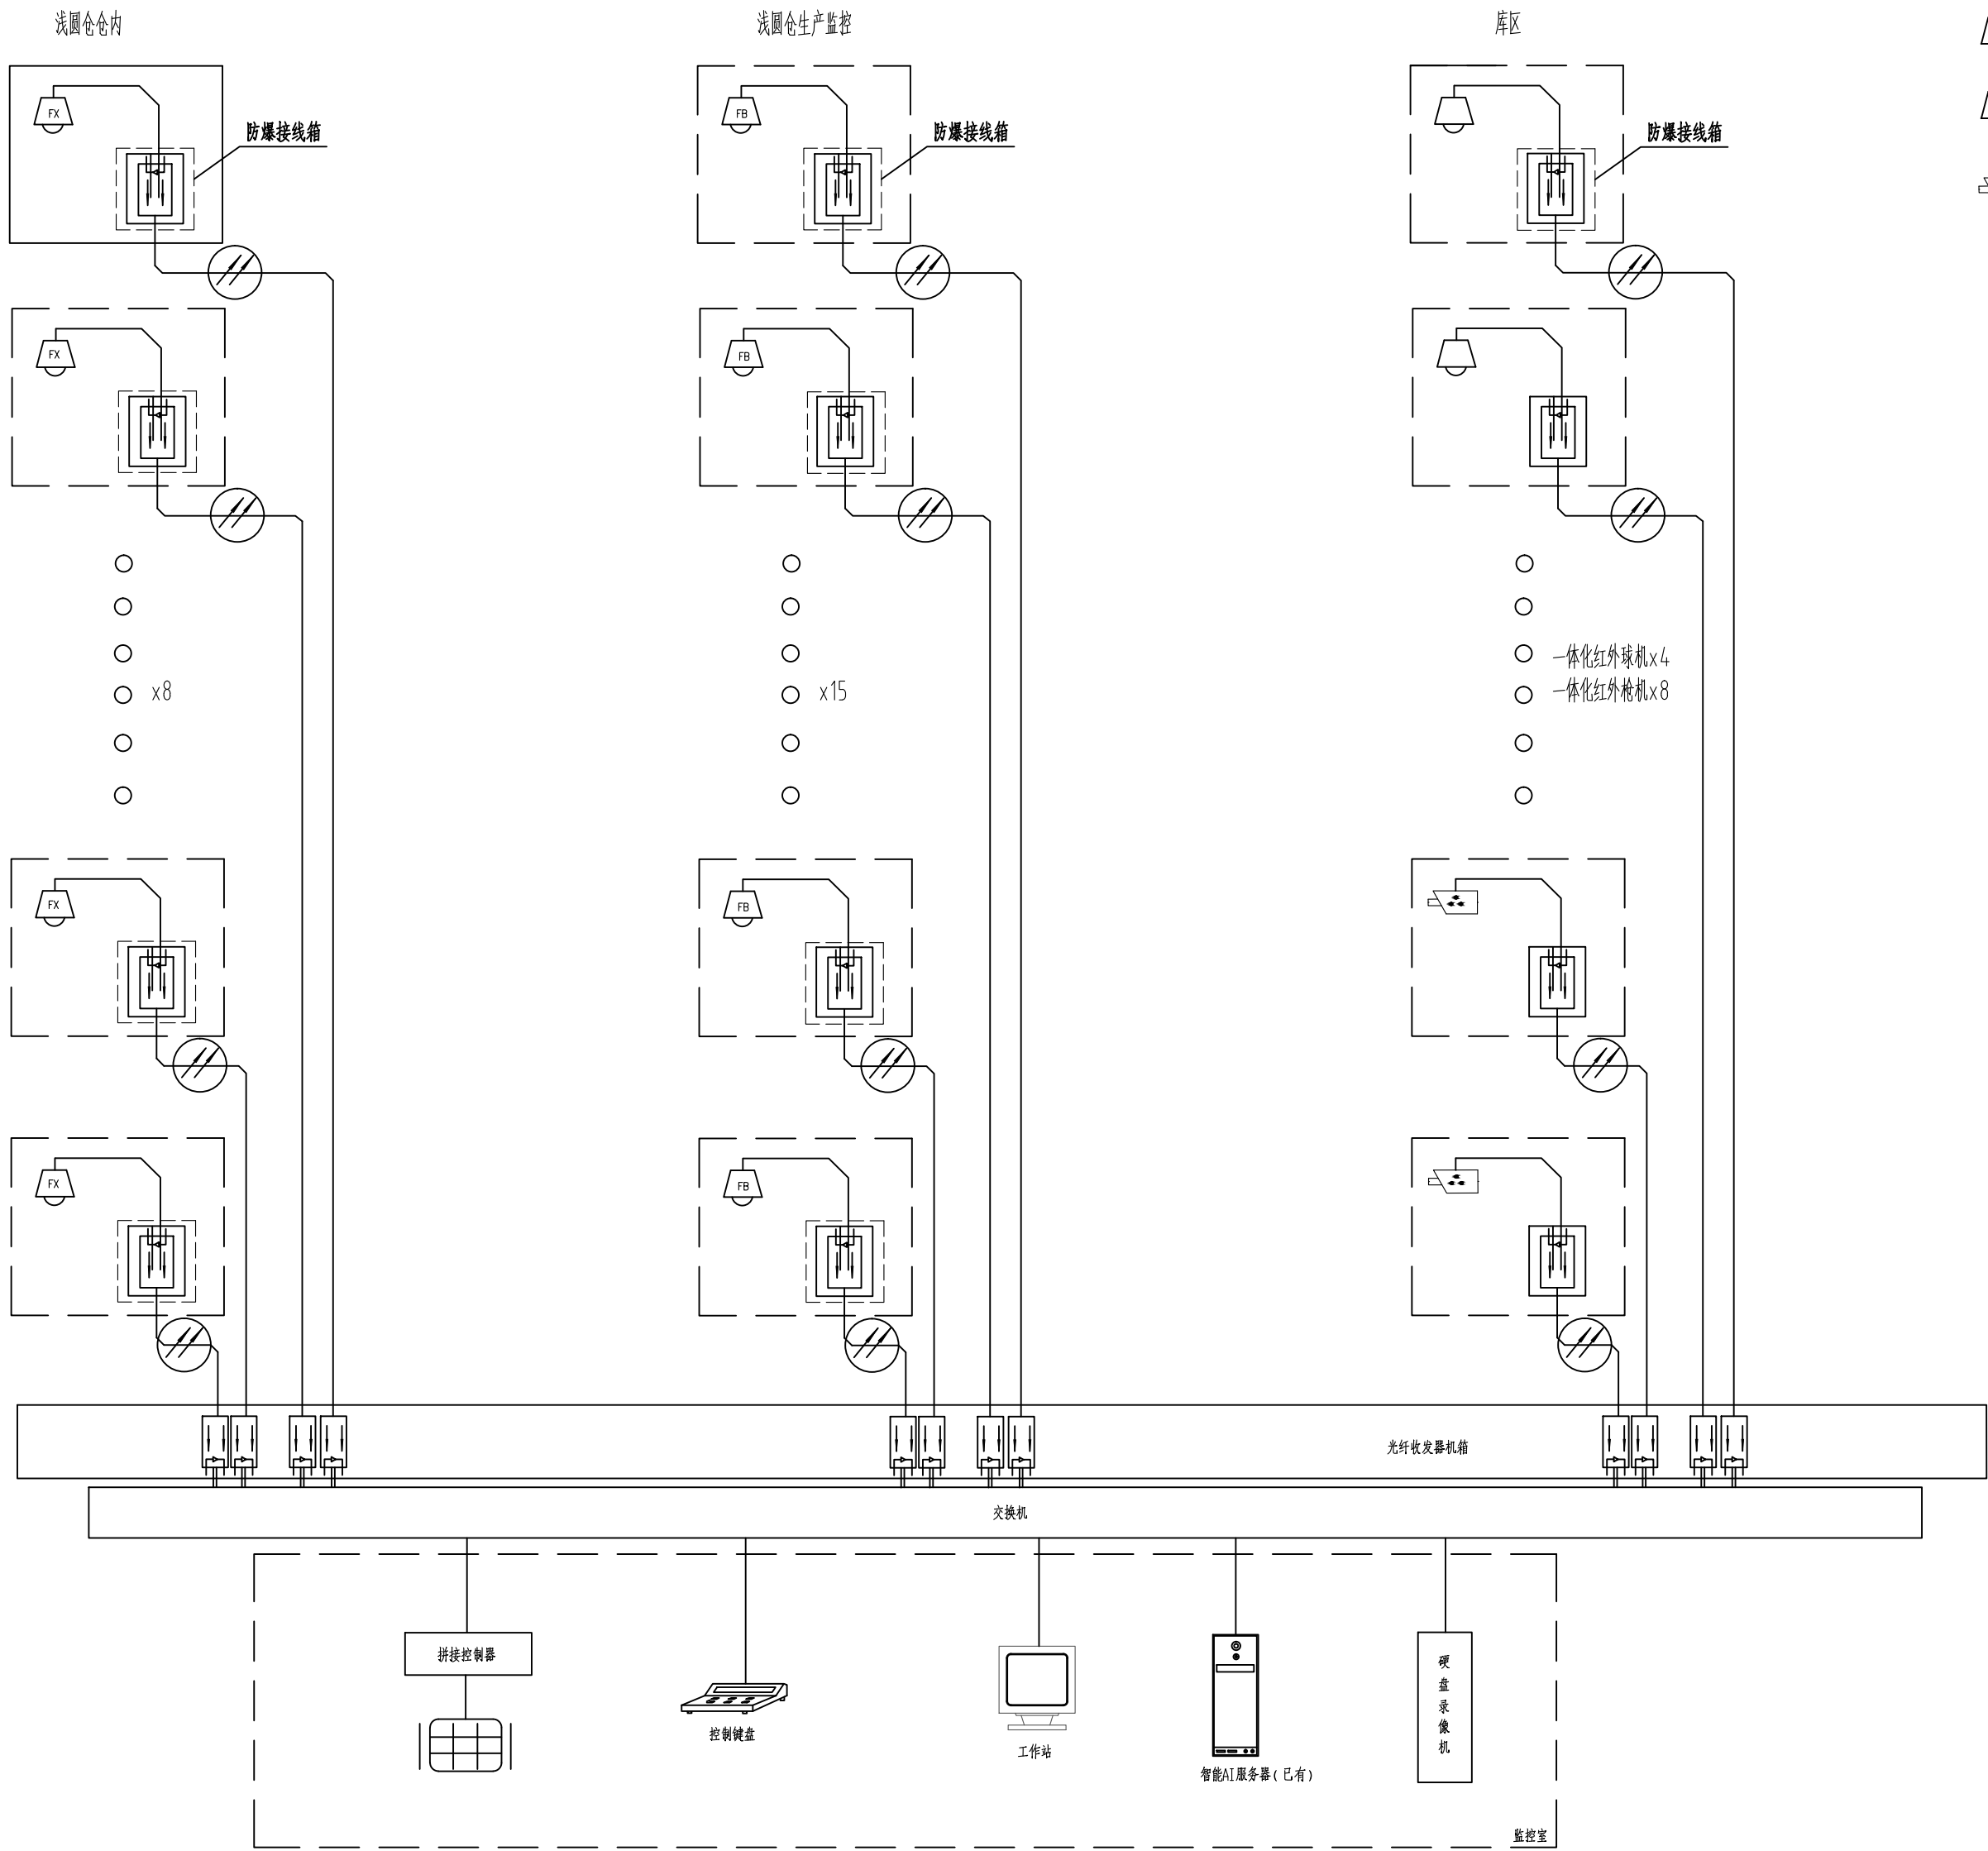 浅圆仓仓内
浅圆仓生产监控
库区
FX
FB
防爆接线箱
防爆接线箱
防爆接线箱
FX
FB
一体化红外球机x4
x8
x15
一体化红外枪机x8
FX
FB
FX
FB
光纤收发器机箱
交换机
拼接控制器
控制键盘
工作站
智能AI服务器(已有)
硬盘录像机
监控室